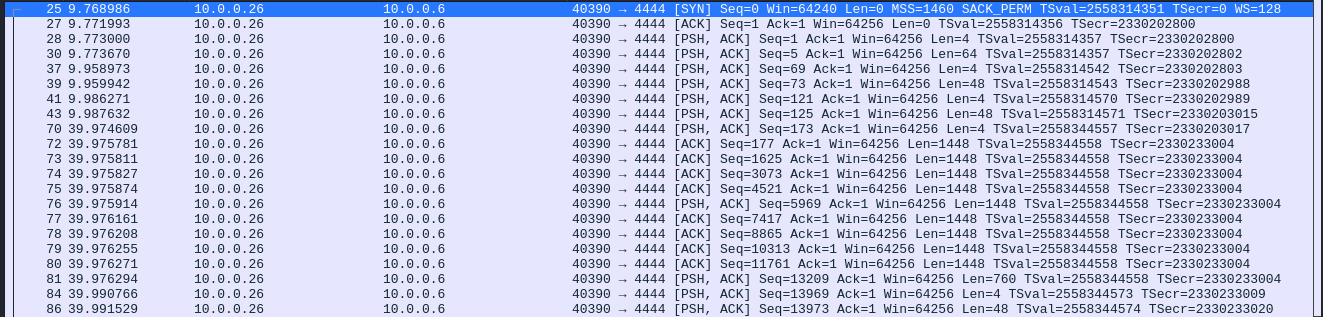 25 9.768986 10.0.0.26 10.0.0.6 40390 → 4444 [SYN] Seq=0 Win=64240 Len=0 MSS=1460 SACK_PERM TSval=2558314351 TSecr=0 WS=128
27 9.771993 10.0.0.26 10.0.0.6 40390 → 4444 [ACK] Seq=1 Ack=1 Win=64256 Len=0 TSval=2558314356 TSecr=2330202800
28 9.773000 10.0.0.26 10.0.0.6 40390 → 4444 [PSH, ACK] Seq=1 Ack=1 Win=64256 Len=4 TSval=2558314357 TSecr=2330202800
30 9.773670 10.0.0.26 10.0.0.6 40390 → 4444 [PSH, ACK] Seq=5 Ack=1 Win=64256 Len=64 TSval=2558314357 TSecr=2330202802
37 9.958973 10.0.0.26 10.0.0.6 40390 → 4444 [PSH, ACK] Seq=69 Ack=1 Win=64256 Len=4 TSval=2558314542 TSecr=2330202803
39 9.959942 10.0.0.26 10.0.0.6 40390 → 4444 [PSH, ACK] Seq=73 Ack=1 Win=64256 Len=48 TSval=2558314543 TSecr=2330202988
41 9.986271 10.0.0.26 10.0.0.6 40390 → 4444 [PSH, ACK] Seq=121 Ack=1 Win=64256 Len=4 TSval=2558314570 TSecr=2330202989
43 9.987632 10.0.0.26 10.0.0.6 40390 → 4444 [PSH, ACK] Seq=125 Ack=1 Win=64256 Len=48 TSval=2558314571 TSecr=2330203015
70 39.974609 10.0.0.26 10.0.0.6 40390 → 4444 [PSH, ACK] Seq=173 Ack=1 Win=64256 Len=4 TSval=2558344557 TSecr=2330203017
72 39.975781 10.0.0.26 10.0.0.6 40390 → 4444 [ACK] Seq=177 Ack=1 Win=64256 Len=1448 TSval=2558344558 TSecr=2330233004
73 39.975811 10.0.0.26 10.0.0.6 40390 → 4444 [ACK] Seq=1625 Ack=1 Win=64256 Len=1448 TSval=2558344558 TSecr=2330233004
74 39.975827 10.0.0.26 10.0.0.6 40390 → 4444 [ACK] Seq=3073 Ack=1 Win=64256 Len=1448 TSval=2558344558 TSecr=2330233004
75 39.975874 10.0.0.26 10.0.0.6 40390 → 4444 [ACK] Seq=4521 Ack=1 Win=64256 Len=1448 TSval=2558344558 TSecr=2330233004
76 39.975914 10.0.0.26 10.0.0.6 40390 → 4444 [PSH, ACK] Seq=5969 Ack=1 Win=64256 Len=1448 TSval=2558344558 TSecr=2330233004
77 39.976161 10.0.0.26 10.0.0.6 40390 → 4444 [ACK] Seq=7417 Ack=1 Win=64256 Len=1448 TSval=2558344558 TSecr=2330233004
78 39.976208 10.0.0.26 10.0.0.6 40390 → 4444 [ACK] Seq=8865 Ack=1 Win=64256 Len=1448 TSval=2558344558 TSecr=2330233004
79 39.976255 10.0.0.26 10.0.0.6 40390 → 4444 [ACK] Seq=10313 Ack=1 Win=64256 Len=1448 TSval=2558344558 TSecr=2330233004
80 39.976271 10.0.0.26 10.0.0.6 40390 → 4444 [ACK] Seq=11761 Ack=1 Win=64256 Len=1448 TSval=2558344558 TSecr=2330233004
81 39.976294 10.0.0.26 10.0.0.6 40390 → 4444 [PSH, ACK] Seq=13209 Ack=1 Win=64256 Len=760 TSval=2558344558 TSecr=2330233004
84 39.990766 10.0.0.26 10.0.0.6 40390 → 4444 [PSH, ACK] Seq=13969 Ack=1 Win=64256 Len=4 TSval=2558344573 TSecr=2330233009
86 39.991529 10.0.0.26 10.0.0.6 40390 → 4444 [PSH, ACK] Seq=13973 Ack=1 Win=64256 Len=48 TSval=2558344574 TSecr=2330233020